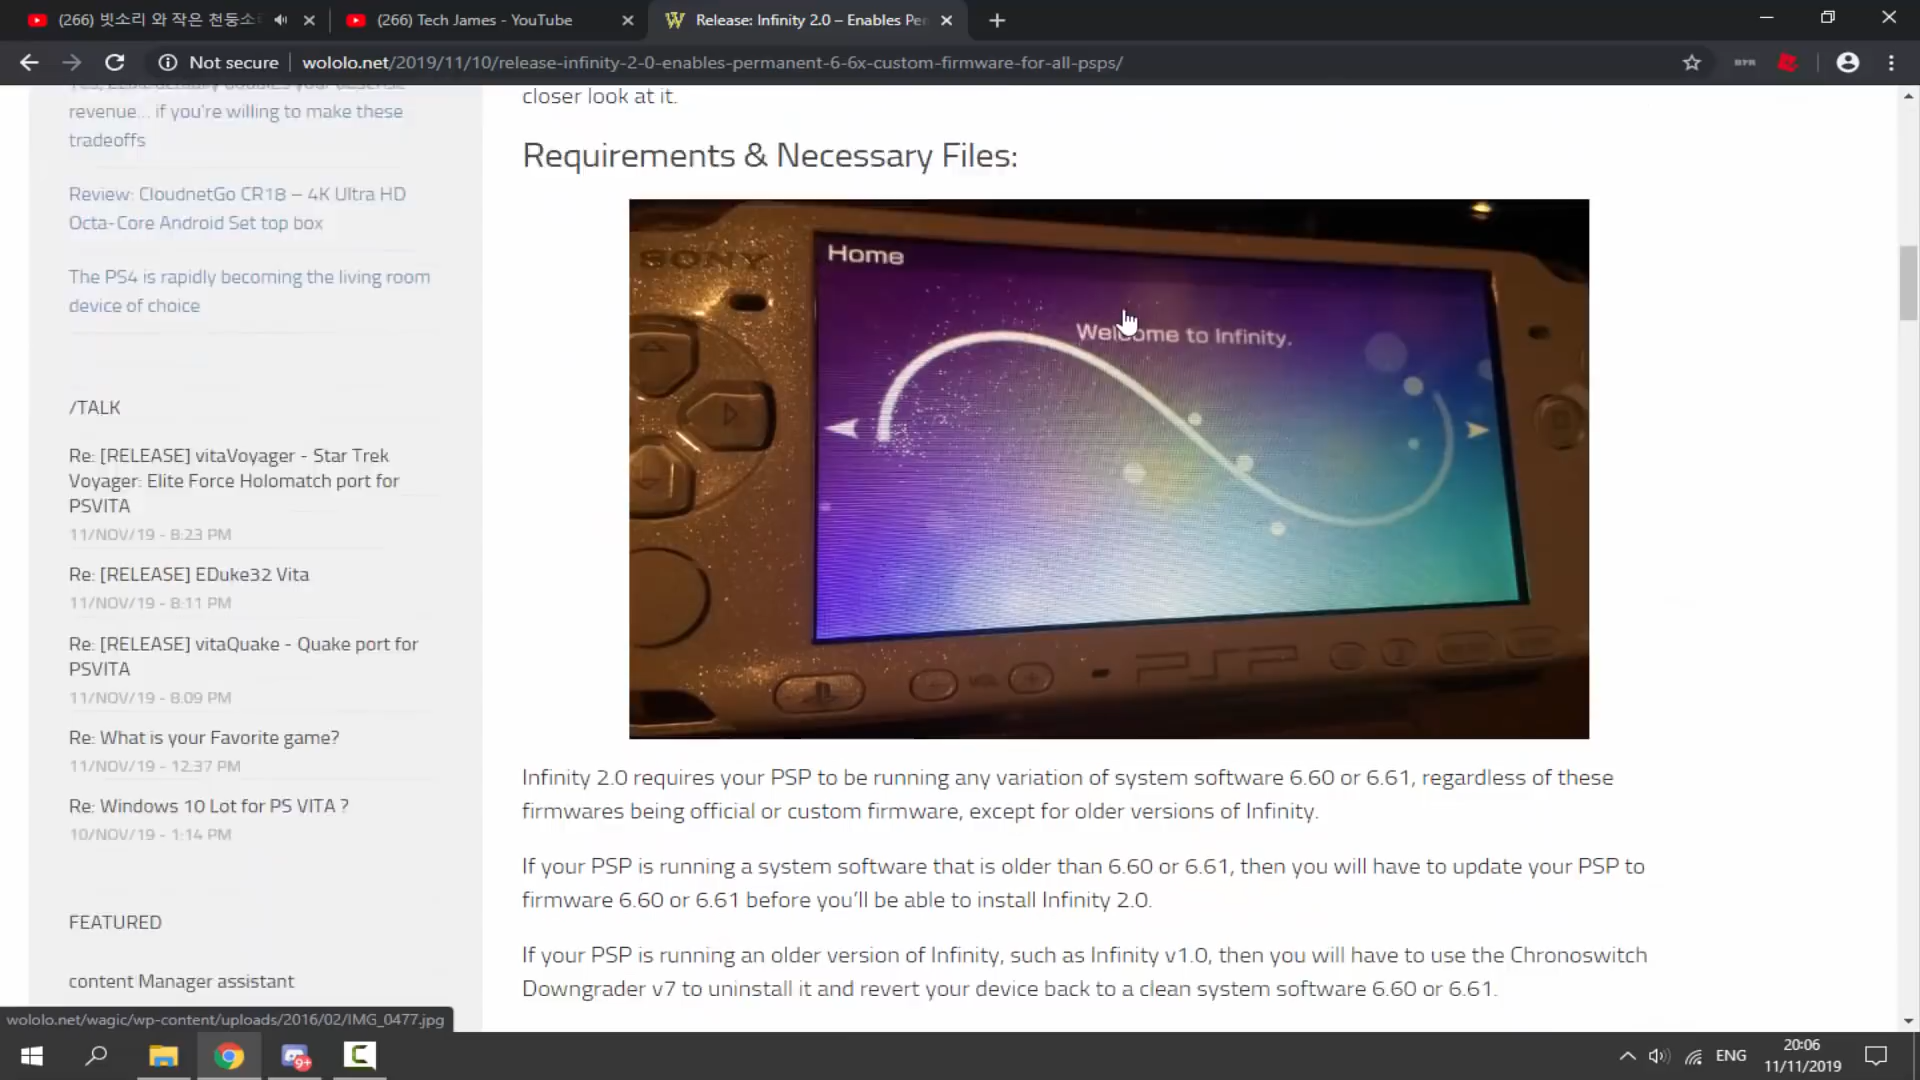 (266) 빗소리 와 작은 천둥소
(266) Tech James - YouTube
Release: Infinity 2.0 – Enables Per
Not secure
wololo.net/2019/11/10/release-infinity-2-0-enables-permanent-6-6x-custom-firmware-for-all-psps/
revenue... if you're willing to make these
tradeoffs
Review: CloudnetGo CR18 – 4K Ultra HD
Octa-Core Android Set top box
The PS4 is rapidly becoming the living room
device of choice
/TALK
Re: [RELEASE] vitaVoyager - Star Trek
Voyager: Elite Force Holomatch port for
PSVITA
11/NOV/19 - 8:23 PM
Re: [RELEASE] EDuke32 Vita
11/NOV/19 - 8:11 PM
Re: [RELEASE] vitaQuake - Quake port for
PSVITA
11/NOV/19 - 8:09 PM
Re: What is your Favorite game?
11/NOV/19 - 12:37 PM
Re: Windows 10 Lot for PS VITA ?
10/NOV/19 - 1:14 PM
FEATURED
content Manager assistant
closer look at it.
Requirements & Necessary Files:
SONY
Home
Welcome to Infinity.
PSP
Infinity 2.0 requires your PSP to be running any variation of system software 6.60 or 6.61, regardless of these
firmwares being official or custom firmware, except for older versions of Infinity.
If your PSP is running a system software that is older than 6.60 or 6.61, then you will have to update your PSP to
firmware 6.60 or 6.61 before you'll be able to install Infinity 2.0.
If your PSP is running an older version of Infinity, such as Infinity v1.0, then you will have to use the Chronoswitch
Downgrader v7 to uninstall it and revert your device back to a clean system software 6.60 or 6.61.
wololo.net/wagic/wp-content/uploads/2016/02/IMG_0477.jpg
9+
ENG
20:06
11/11/2019